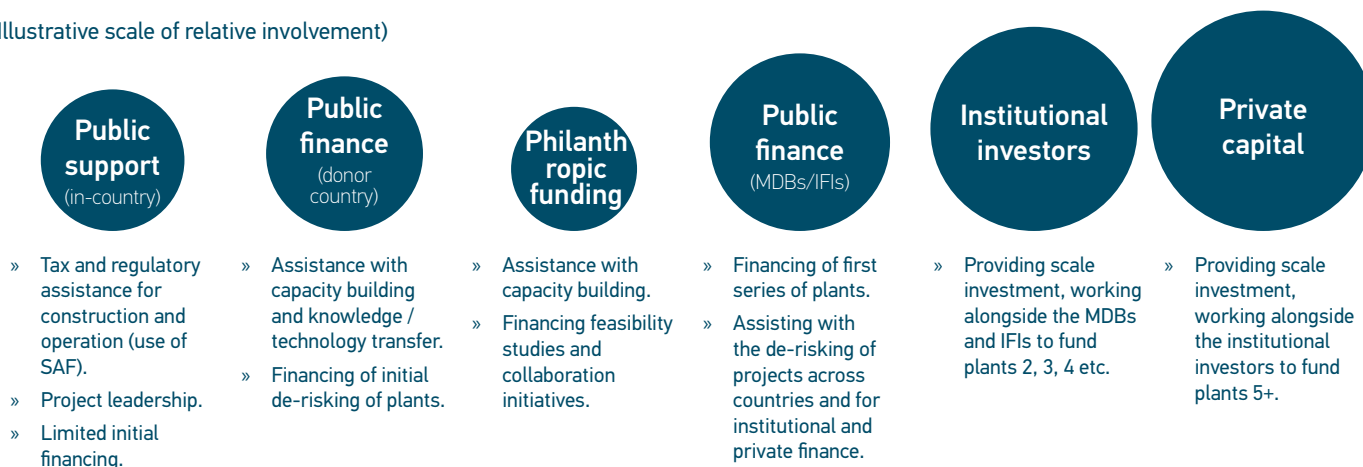 Illustrative scale of relative involvement)
Public
support
(in-country)
Public
finance
(donor
country)
Philanth
ropic
funding
Public
finance
(MDBs/IFIs)
Institutional
investors
Private
capital
» Tax and regulatory
assistance for
construction and
operation (use of
SAF).
» Project leadership.
» Limited initial
financing.
» Assistance with
capacity building
and knowledge /
technology transfer.
» Financing of initial
de-risking of plants.
» Assistance with
capacity building.
» Financing feasibility
studies and
collaboration
initiatives.
» Financing of first
series of plants.
» Assisting with
the de-risking of
projects across
countries and for
institutional and
private finance.
» Providing scale
investment, working
alongside the MDBs
and IFIs to fund
plants 2, 3, 4 etc.
» Providing scale
investment,
working alongside
the institutional
investors to fund
plants 5+.